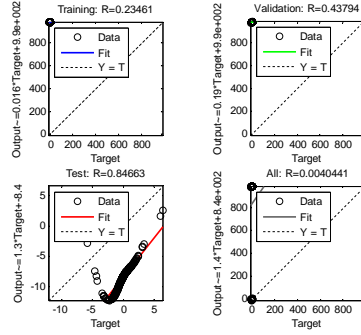 Training: R=0.23461
Output~=0.016*Target+9.9e+002
800
600
400
200
0
Data
Fit
Y = T
0 200 400 600 800
Target
Validation: R=0.43794
Output~=0.19*Target+9.9e+002
800
600
400
200
0
Data
Fit
Y = T
0 200 400 600 800
Target
Test: R=0.84663
Output~=1.3*Target+-8.4
5
0
-5
-10
Data
Fit
Y = T
-10 -5 0 5
Target
All: R=0.0040441
Output~=1.4*Target+8.4e+002
800
600
400
200
0
Data
Fit
Y = T
0 200 400 600 800
Target